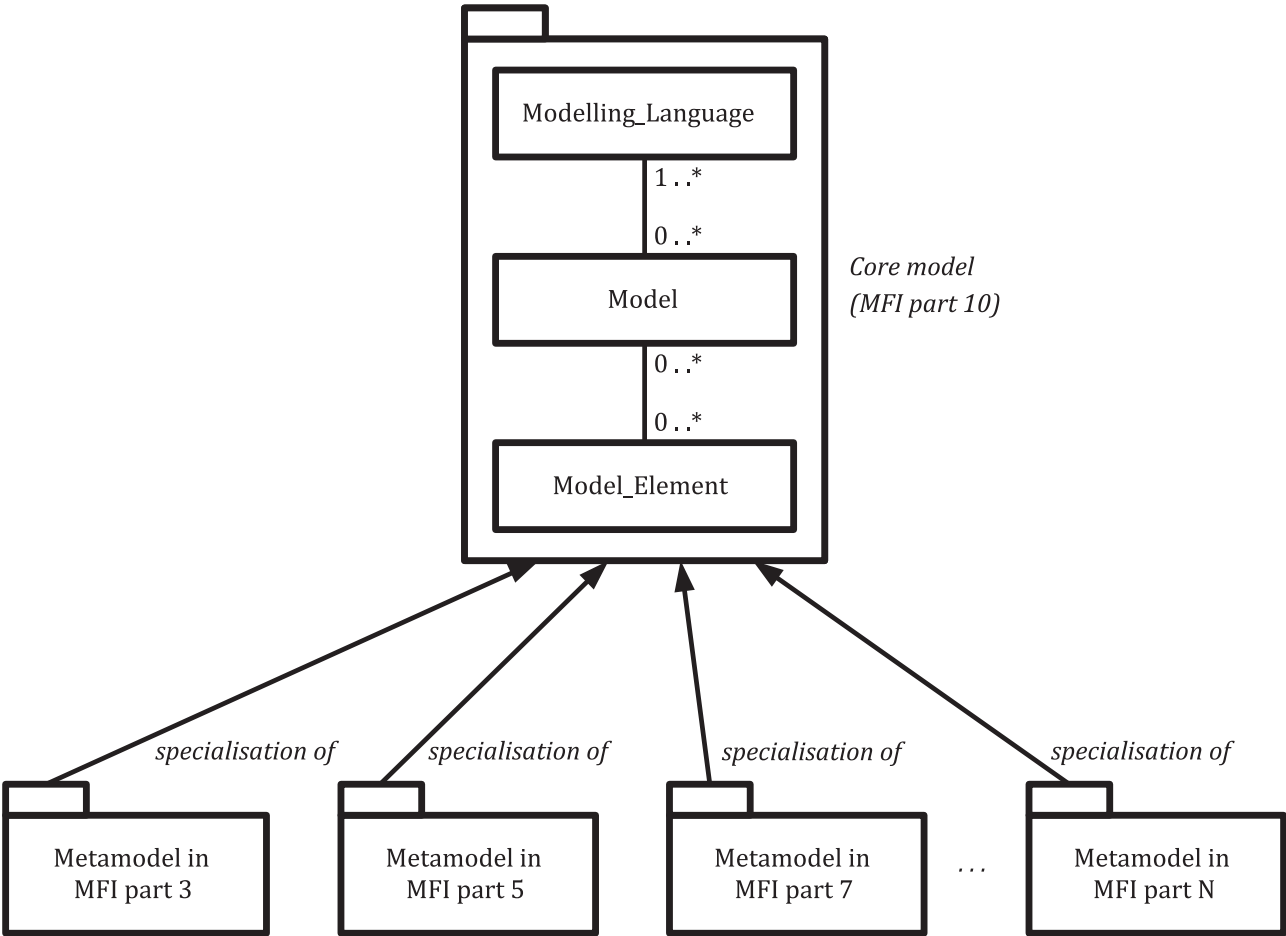 Modelling_Language
1..*
0..*
Model
Core model
(MFI part 10)
0..*
0..*
Model_Element
specialisation of
specialisation of
specialisation of
specialisation of
Metamodel in
MFI part 3
Metamodel in
MFI part 5
Metamodel in
MFI part 7
...
Metamodel in
MFI part N